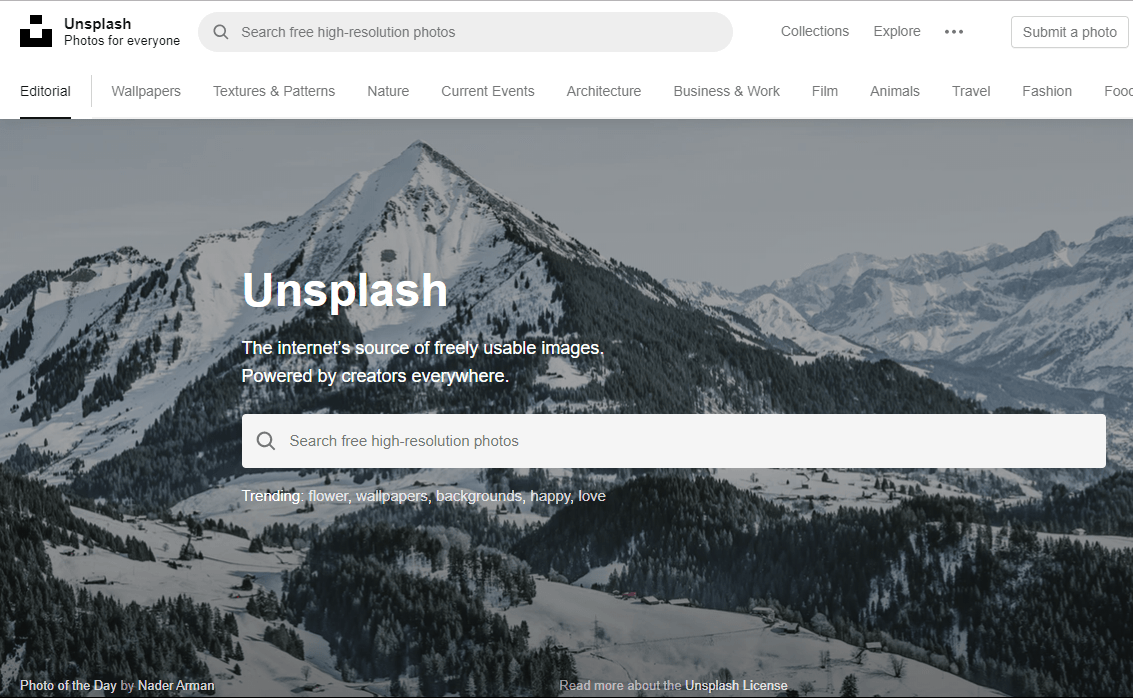 Unsplash
Photos for everyone
Search free high-resolution photos
Collections
Explore
Submit a photo
Editorial
Wallpapers
Textures & Patterns
Nature
Current Events
Architecture
Business & Work
Film
Animals
Travel
Fashion
Food
Unsplash
The internet’s source of freely usable images.
Powered by creators everywhere.
Search free high-resolution photos
Trending: flower, wallpapers, backgrounds, happy, love
Photo of the Day by Nader Arman
Read more about the Unsplash License